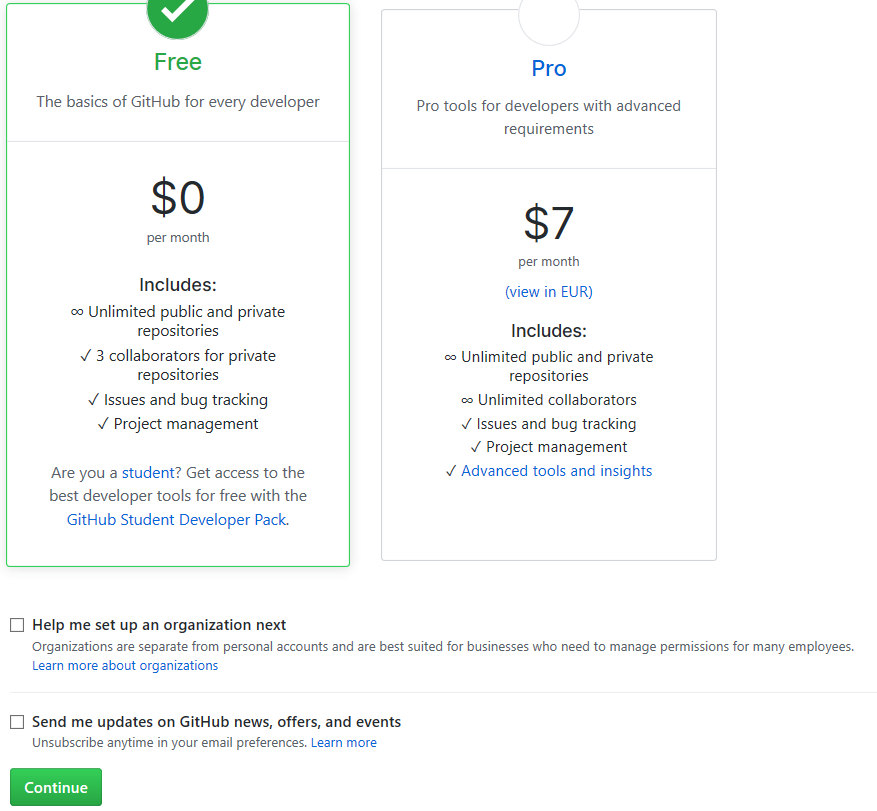 Free
The basics of GitHub for every developer
$0
per month
Includes:
∞ Unlimited public and private
repositories
✓ 3 collaborators for private
repositories
✓ Issues and bug tracking
✓ Project management
Are you a student? Get access to the
best developer tools for free with the
GitHub Student Developer Pack.
Pro
Pro tools for developers with advanced
requirements
$7
per month
(view in EUR)
Includes:
∞ Unlimited public and private
repositories
∞ Unlimited collaborators
✓ Issues and bug tracking
✓ Project management
✓ Advanced tools and insights
Help me set up an organization next
Organizations are separate from personal accounts and are best suited for businesses who need to manage permissions for many employees.
Learn more about organizations
Send me updates on GitHub news, offers, and events
Unsubscribe anytime in your email preferences. Learn more
Continue